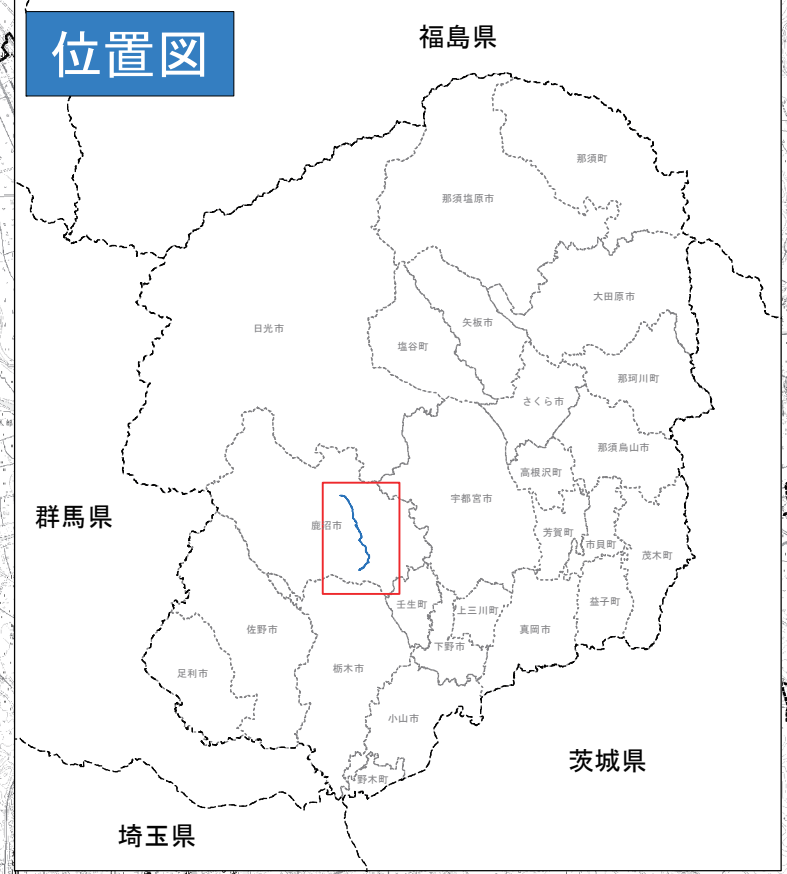 位置図
福島県
那須町
那須塩原市
大田原市
日光市
矢板市
塩谷町
那珂川町
さくら市
那須烏山市
高根沢町
宇都宮市
群馬県
鹿沼市
芳賀町
市貝町
茂木町
壬生町
上三川町
益子町
佐野市
真岡市
下野市
足利市
栃木市
小山市
茨城県
野木町
埼玉県